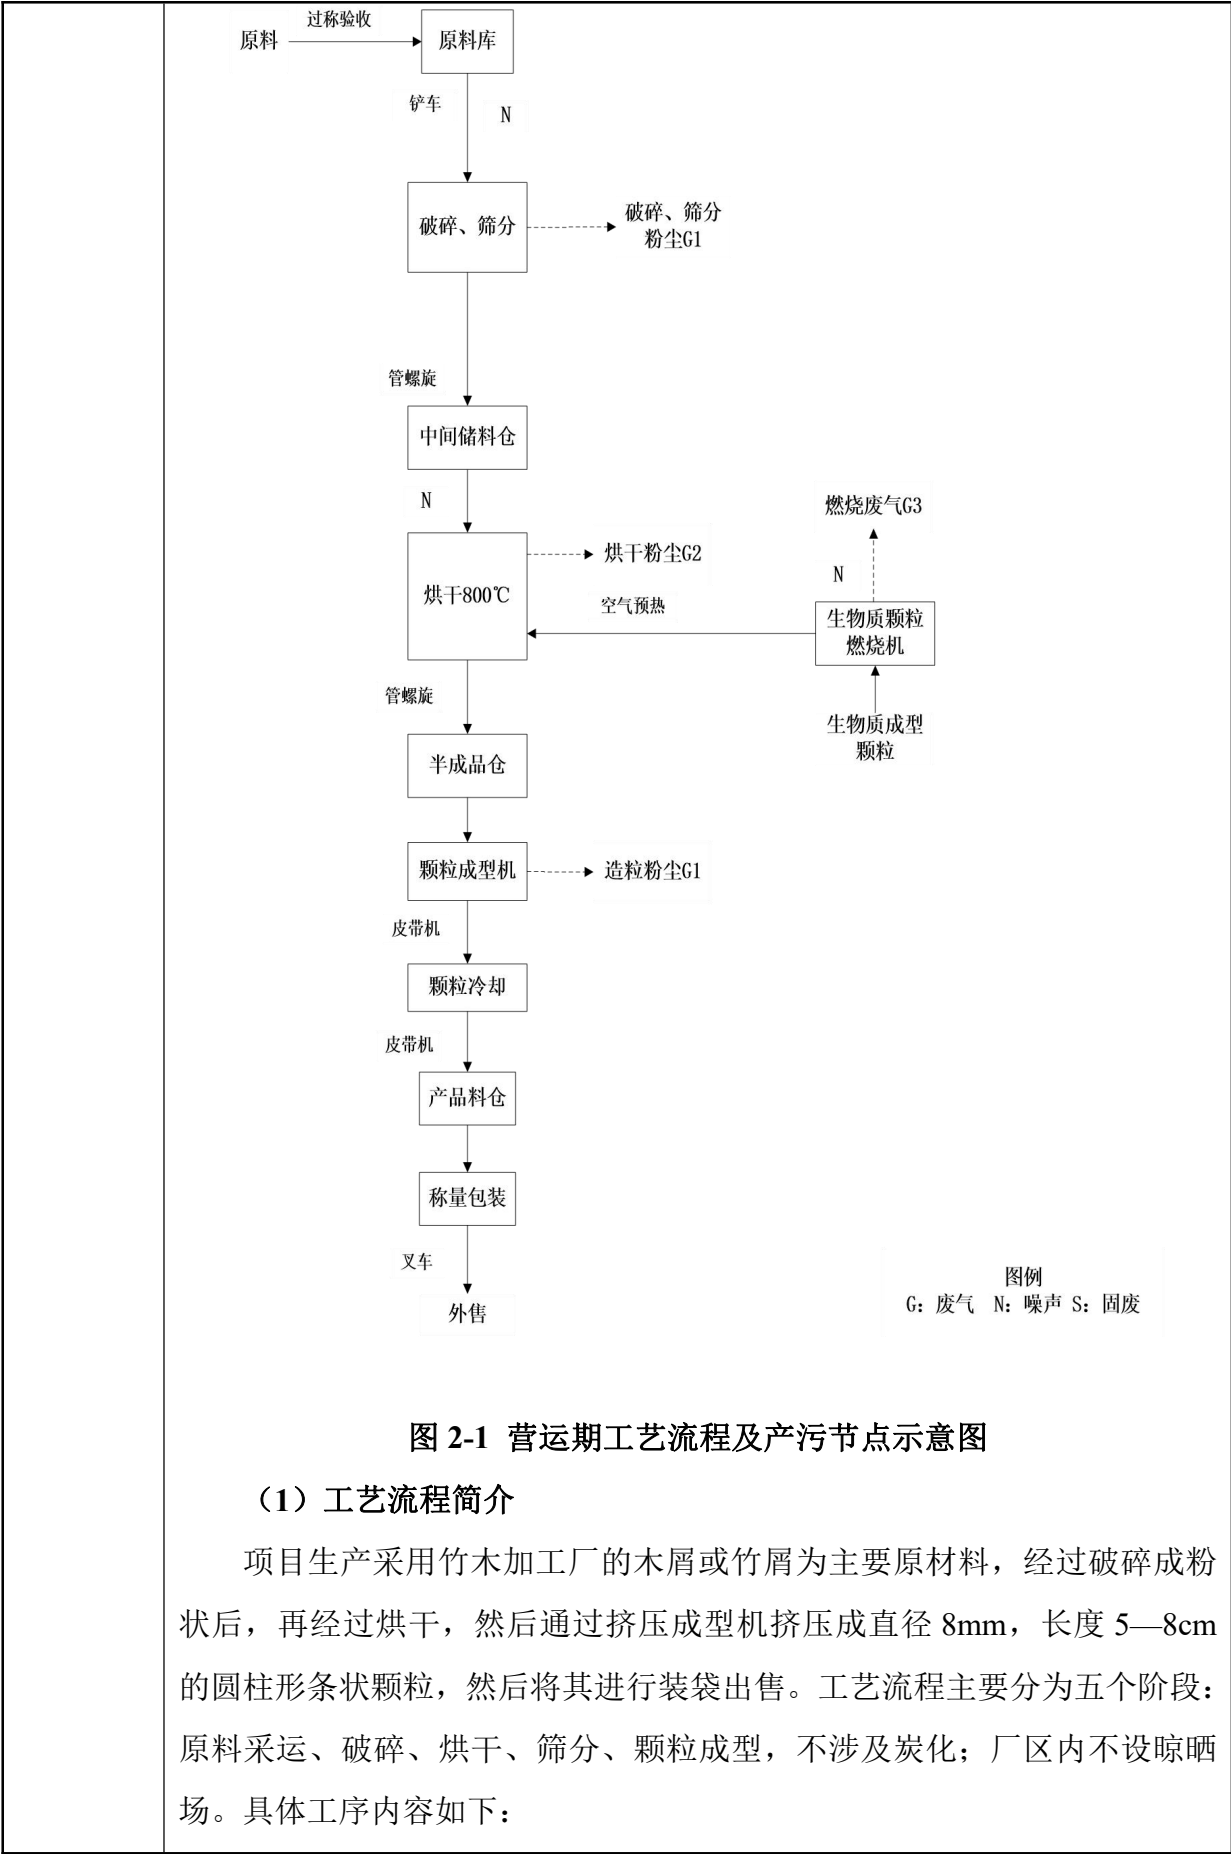 过称验收
原料
原料库
铲车
N
破碎、筛分
破碎、筛分
粉尘G1
管螺旋
中间储料仓
N
燃烧废气G3
烘干粉尘G2
烘干800℃
N
空气预热
生物质颗粒
燃烧机
管螺旋
生物质成型
颗粒
半成品仓
颗粒成型机
造粒粉尘G1
皮带机
颗粒冷却
皮带机
产品料仓
称量包装
叉车
外售
图例
G: 废气 N: 噪声 S: 固废
图 2-1 营运期工艺流程及产污节点示意图
（1）工艺流程简介
项目生产采用竹木加工厂的木屑或竹屑为主要原材料，经过破碎成粉
状后，再经过烘干，然后通过挤压成型机挤压成直径 8mm，长度 5—8cm
的圆柱形条状颗粒，然后将其进行装袋出售。工艺流程主要分为五个阶段：
原料采运、破碎、烘干、筛分、颗粒成型，不涉及炭化；厂区内不设晾晒
场。具体工序内容如下：